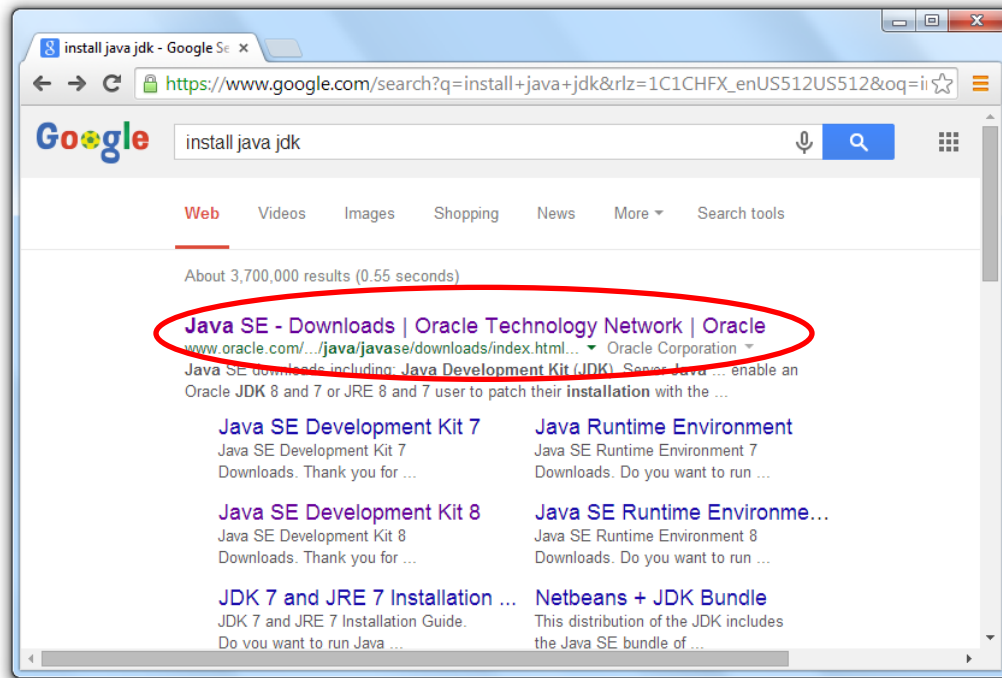 install java jdk - Google Se
https://www.google.com/search?q=install+java+jdk&rlz=1C1CHFX_enUS512US512&oq=i
Google
install java jdk
Web Videos Images Shopping News More Search tools
About 3,700,000 results (0.55 seconds)
Java SE - Downloads | Oracle Technology Network | Oracle
www.oracle.com/.../java/javase/downloads/index.html... Oracle Corporation
Java SE downloads including: Java Development Kit (JDK), Server Java ... enable an
Oracle JDK 8 and 7 or JRE 8 and 7 user to patch their installation with the ...
Java SE Development Kit 7
Java SE Development Kit 7
Downloads. Thank you for ...
Java Runtime Environment
Java SE Runtime Environment 7
Downloads. Do you want to run ...
Java SE Development Kit 8
Java SE Development Kit 8
Downloads. Thank you for ...
Java SE Runtime Environme...
Java SE Runtime Environment 8
Downloads. Do you want to run ...
JDK 7 and JRE 7 Installation ...
JDK 7 and JRE 7 Installation Guide.
Do you want to run Java ...
Netbeans + JDK Bundle
This distribution of the JDK includes
the Java SE bundle of ...